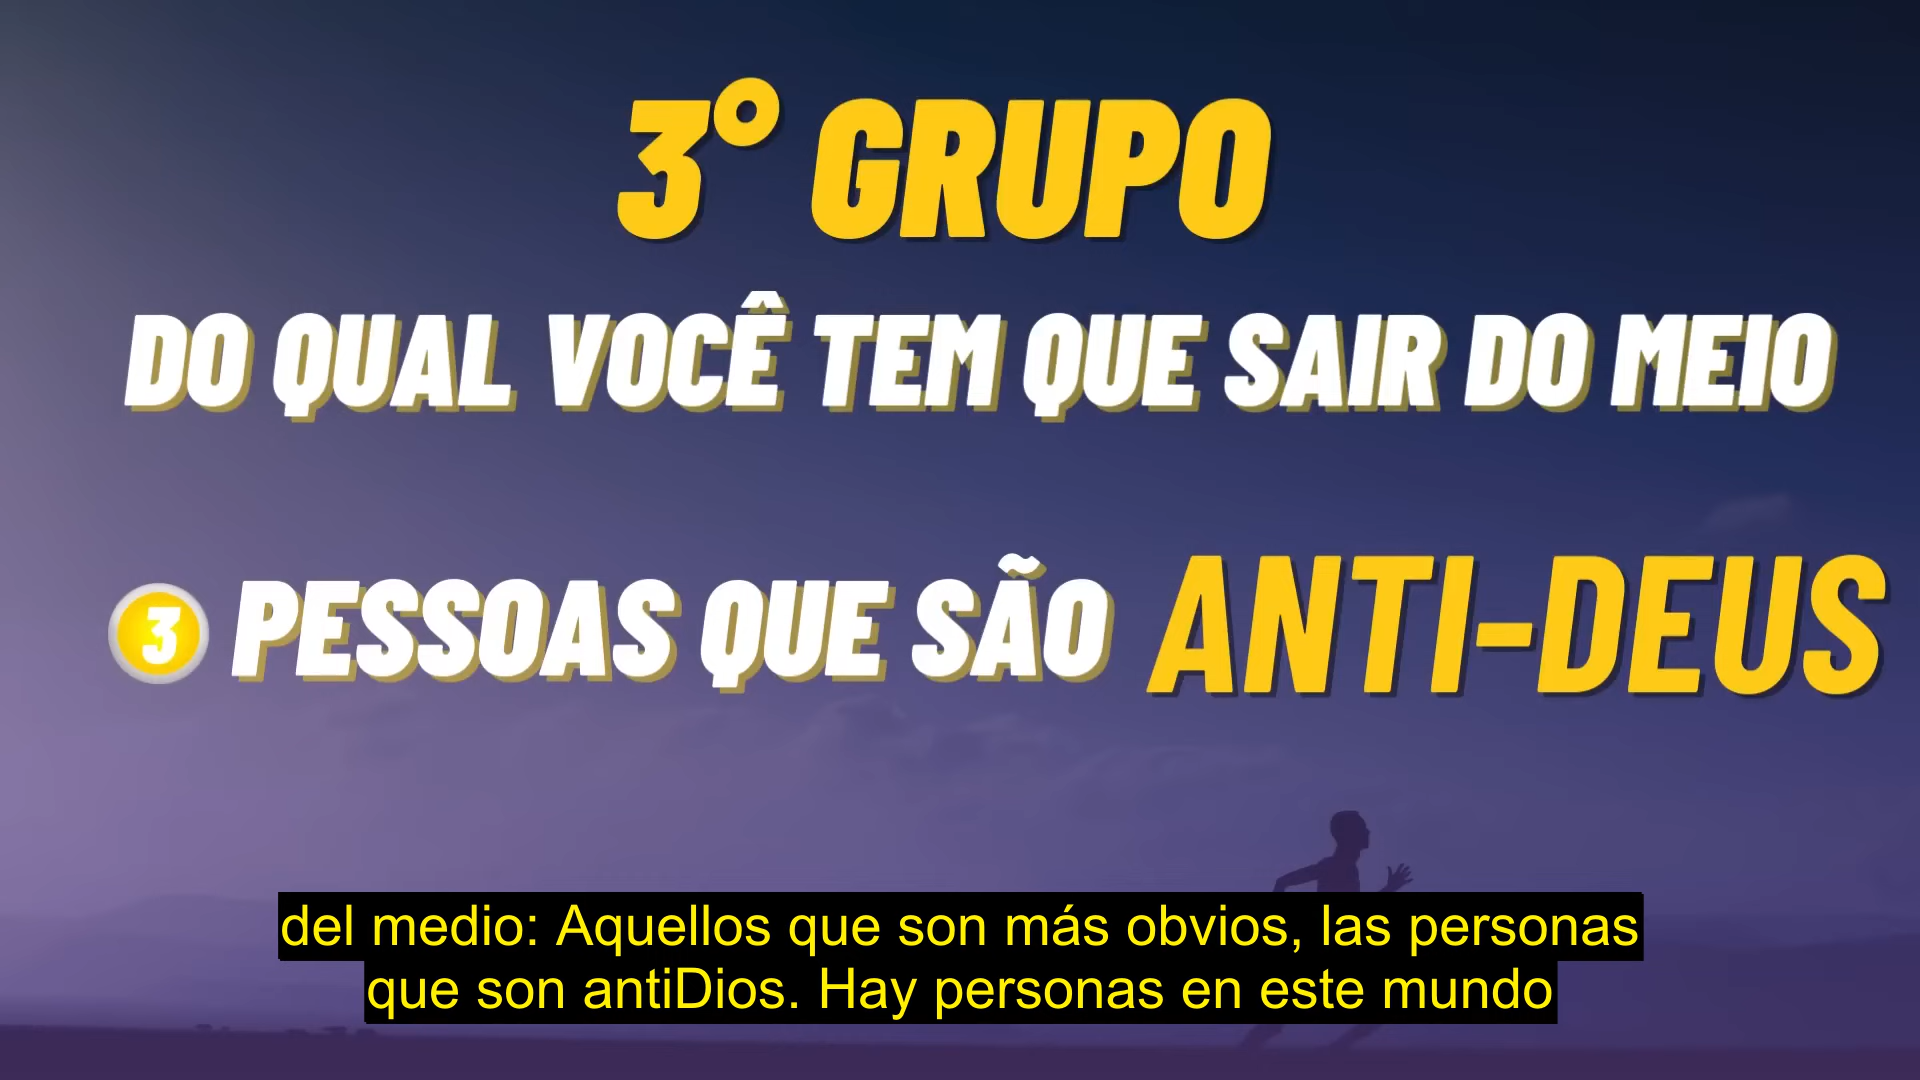 3° GRUPO
DO QUAL VOCÊ TEM QUE SAIR DO MEIO
3 PESSOAS QUE SÃO ANTI-DEUS
del medio: Aquellos que son más obvios, las personas
que son antiDios. Hay personas en este mundo